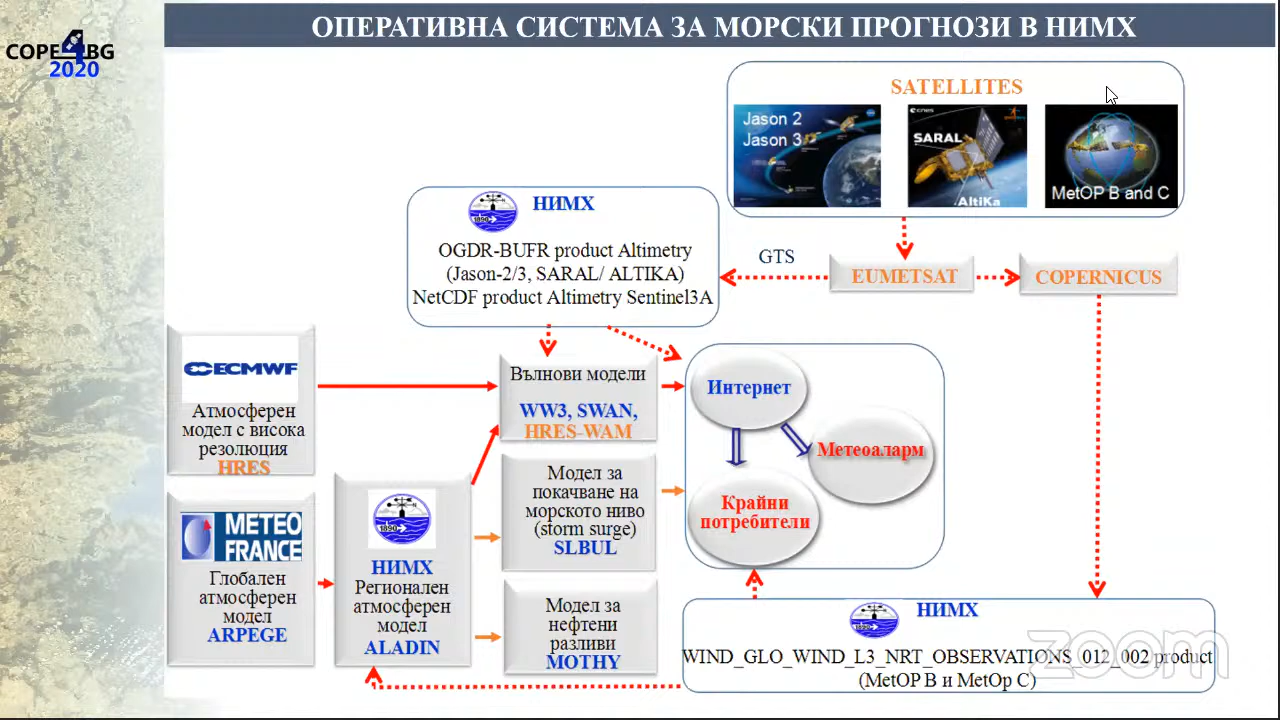 ОПЕРАТИВНА СИСТЕМА ЗА МОРСКИ ПРОГНОЗИ В НИМХ
COPE4BG
2020
SATELLITES
Jason 2
Jason 3
cnes
SARAL
AltiKa
MetOP B and C
НИМХ
1890
OGDR-BUFR product Altimetry
(Jason-2/3, SARAL/ ALTIKA)
NetCDF product Altimetry Sentinel3A
GTS
EUMETSAT
COPERNICUS
ECMWF
Атмосферен
модел с висока
резолюция
HRES
Вълнови модели
WW3, SWAN,
HRES-WAM
Интернет
Метеоаларм
Крайни
потребители
METEO
FRANCE
Глобален
атмосферен
модел
ARPEGE
1890
НИМХ
Регионален
атмосферен
модел
ALADIN
Модел за
покачване на
морското ниво
(storm surge)
SLBUL
Модел за
нефтени
разливи
MOTHY
1890
НИМХ
WIND_GLO_WIND_L3_NRT_OBSERVATIONS_012_002 product
(MetOP B и MetOp C)
zoom